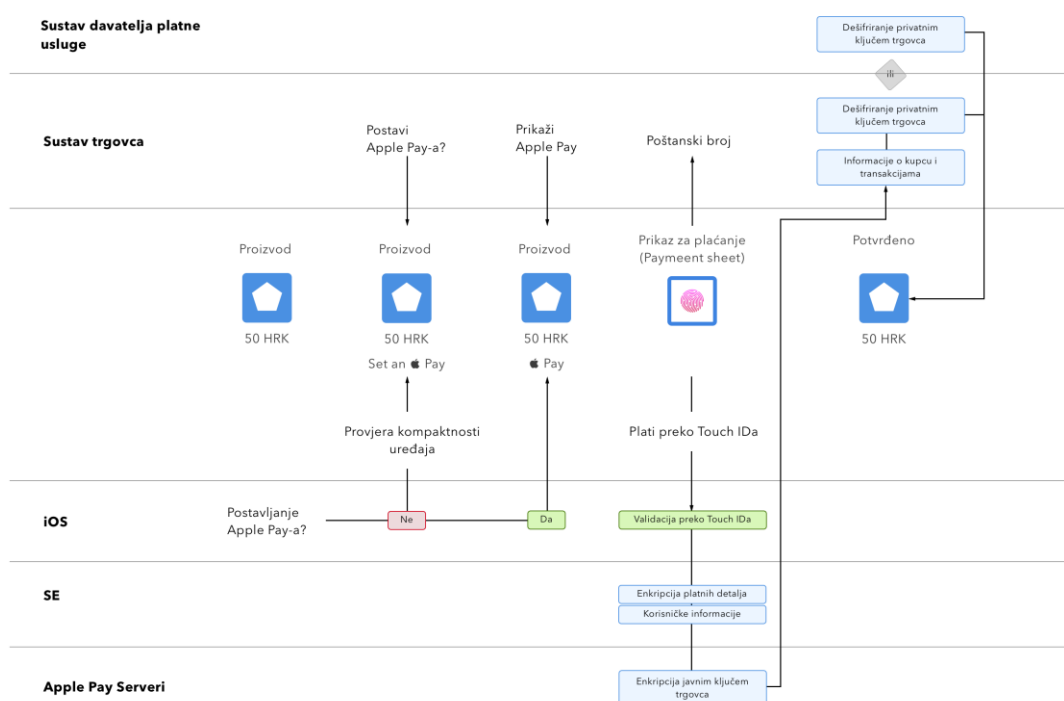 Sustav davatelja platne
usluge
Dešifriranje privatnim
ključem trgovca
ili
Sustav trgovca
Postavi
Apple Pay-a?
Prikaži
Apple Pay
Poštanski broj
Dešifriranje privatnim
ključem trgovca
Informacije o kupcu i
transakcijama
Proizvod
50 HRK
Proizvod
50 HRK
Set an Pay
Proizvod
50 HRK
Pay
Prikaz za plaćanje
(Paymeent sheet)
Potvrđeno
50 HRK
Provjera kompaktnosti
uređaja
Plati preko Touch IDa
iOS
Postavljanje
Apple Pay-a?
Ne
Da
Validacija preko Touch IDa
SE
Enkripcija platnih detalja
Korisničke informacije
Apple Pay Serveri
Enkripcija javnim ključem
trgovca